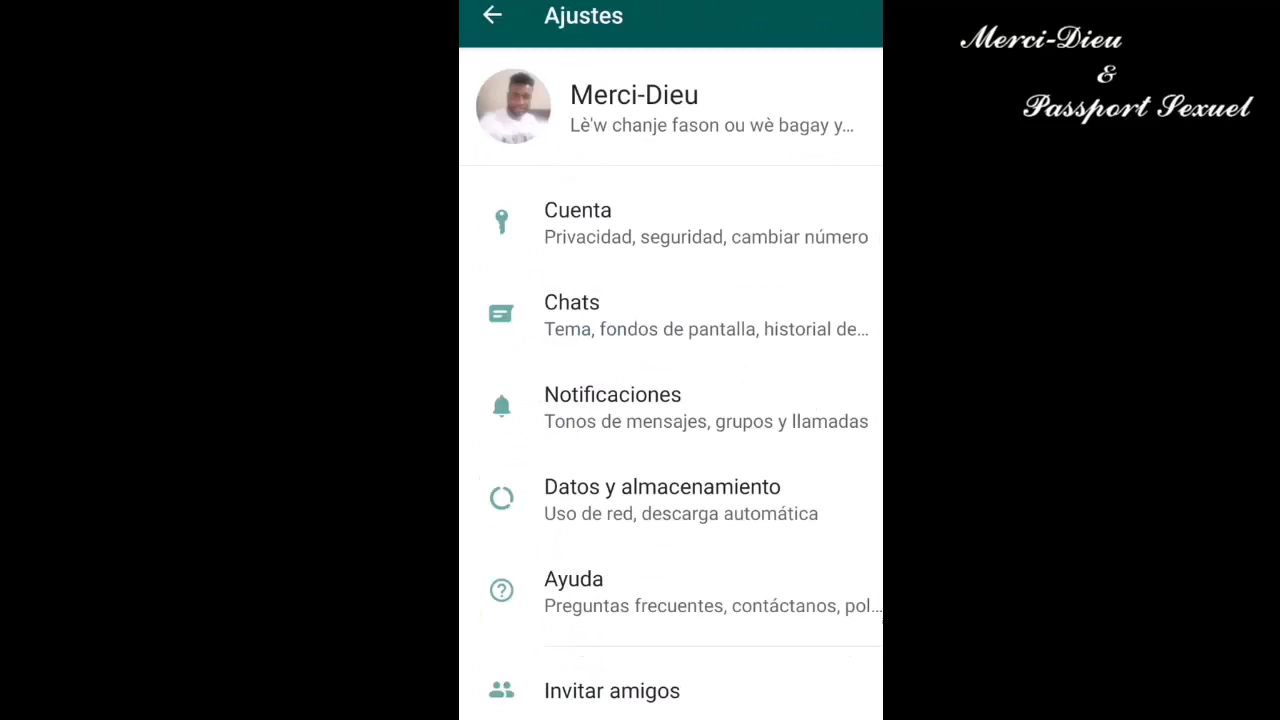 Ajustes
Merci-Dieu
&
Passport Sexuel
Merci-Dieu
Lè'w chanje fason ou wè bagay y...
Cuenta
Privacidad, seguridad, cambiar número
Chats
Tema, fondos de pantalla, historial de...
Notificaciones
Tonos de mensajes, grupos y llamadas
Datos y almacenamiento
Uso de red, descarga automática
Ayuda
Preguntas frecuentes, contáctanos, pol...
Invitar amigos